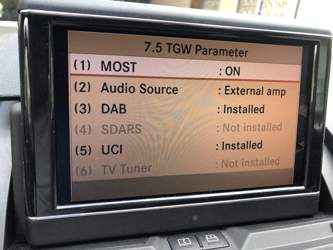 7.5 TGW Parameter
(1) MOST : ON
(2) Audio Source : External amp
(3) DAB : Installed
(4) SDARS : Not installed
(5) UCI : Installed
(6) TV Tuner : Not installed